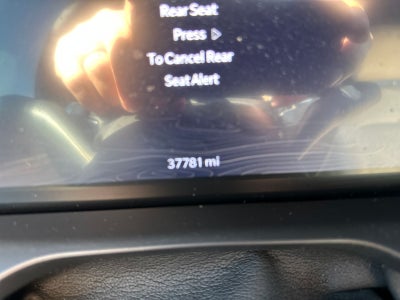 Rear Seat
Press ▷
To Cancel Rear
Seat Alert
37781 mi